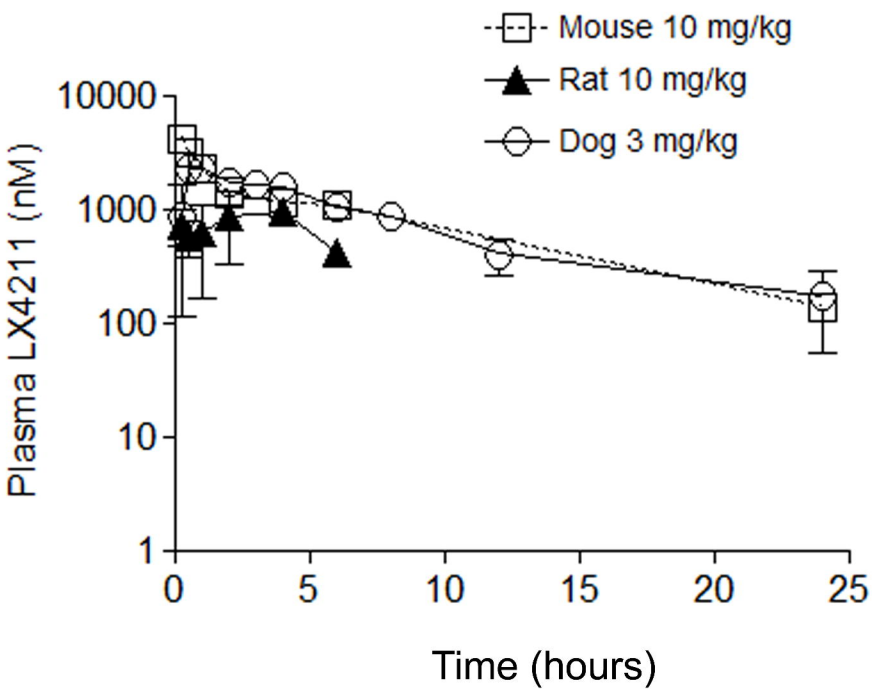 Mouse 10 mg/kg
Rat 10 mg/kg
Dog 3 mg/kg
Plasma LX4211 (nM)
10000
1000
100
10
1
0 5 10 15 20 25
Time (hours)